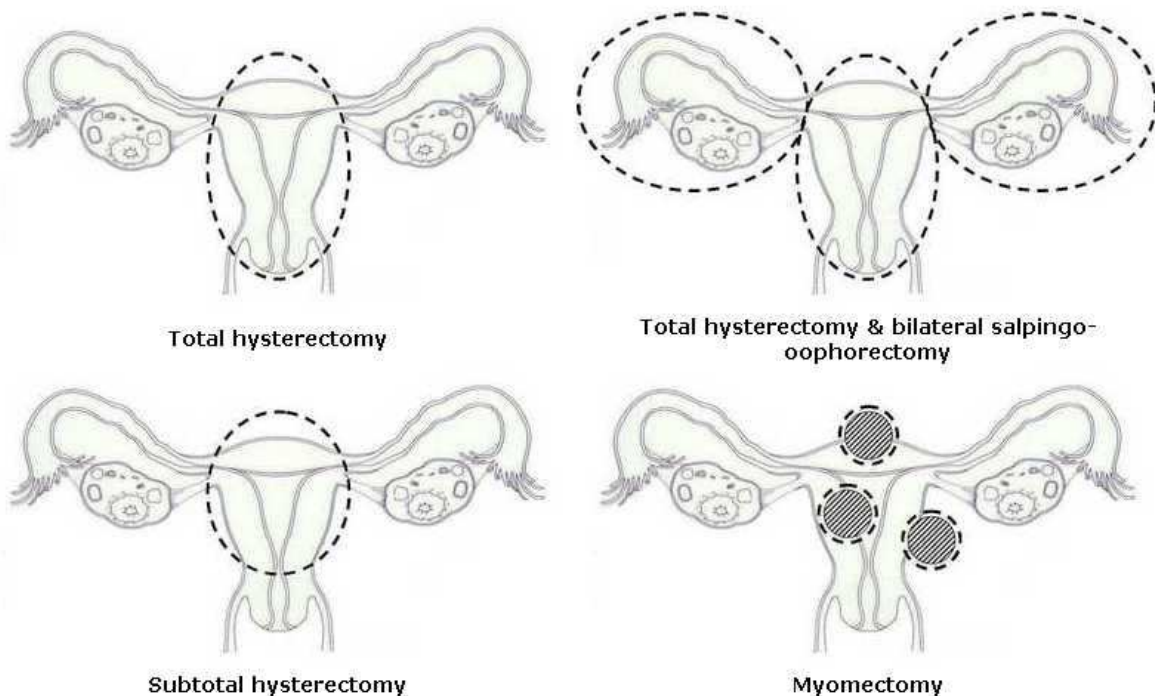 Total hysterectomy
Total hysterectomy & bilateral salpingo-
oophorectomy
Subtotal hysterectomy
Myomectomy